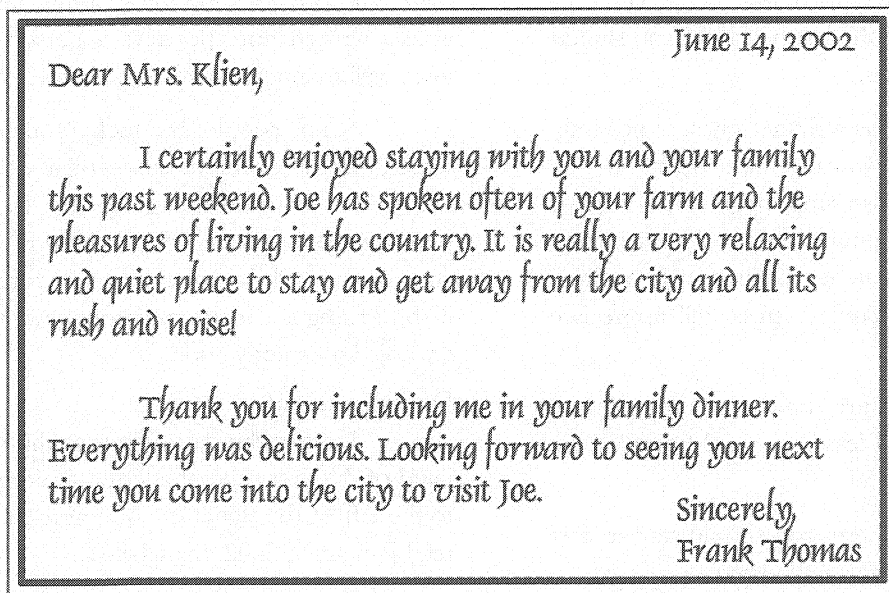 June 14, 2002
Dear Mrs. Klien,
I certainly enjoyed staying with you and your family
this past weekend. Joe has spoken often of your farm and the
pleasures of living in the country. It is really a very relaxing
and quiet place to stay and get away from the city and all its
rush and noise!
Thank you for including me in your family dinner.
Everything was delicious. Looking forward to seeing you next
time you come into the city to visit Joe.
Sincerely,
Frank Thomas